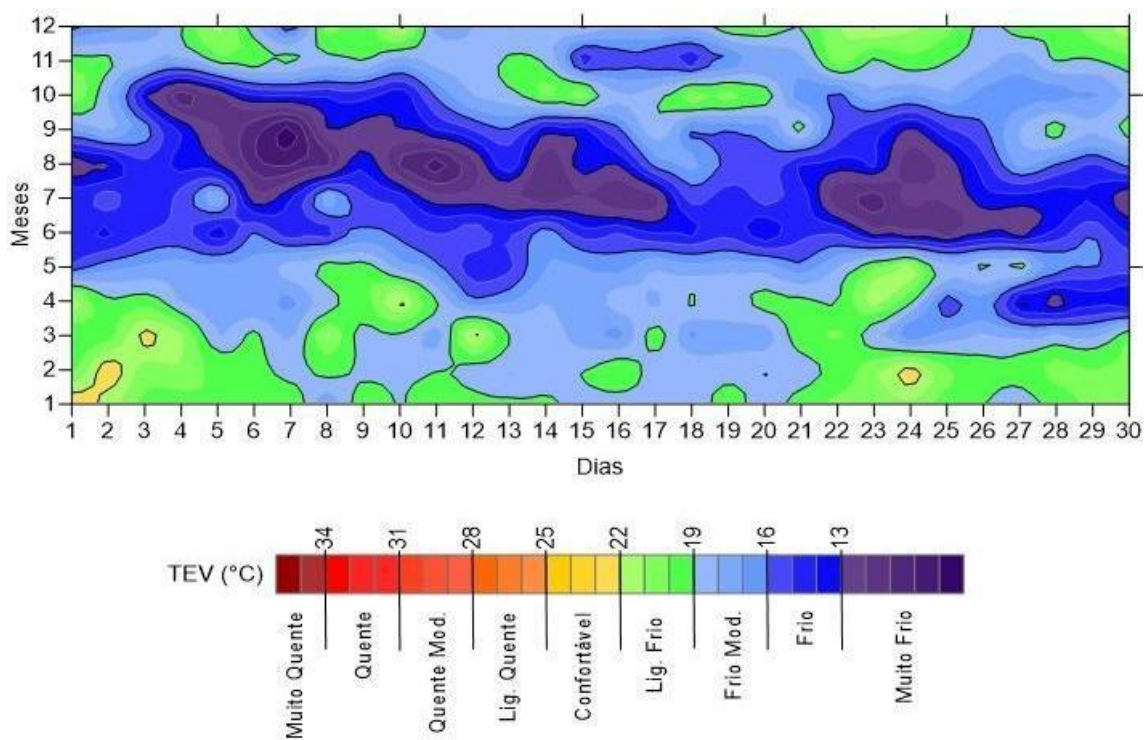 12
11
10
9
8
7
6
5
4
3
2
1
Meses
1 2 3 4 5 6 7 8 9 10 11 12 13 14 15 16 17 18 19 20 21 22 23 24 25 26 27 28 29 30
Dias
34 31 28 25 22 19 16 13
TEV (°C)
Muito Quente
Quente
Quente Mod.
Lig. Quente
Confortável
Lig. Frio
Frio Mod.
Frio
Muito Frio